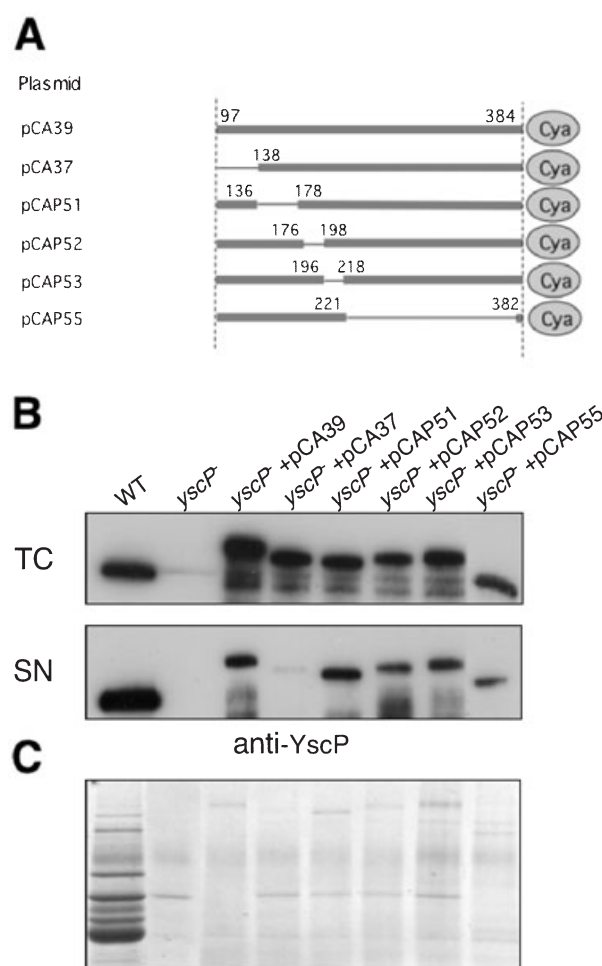 A
Plasmid
pCA39 97 384 Cya
pCA37 138 Cya
pCAP51 136 178 Cya
pCAP52 176 198 Cya
pCAP53 196 218 Cya
pCAP55 221 382 Cya
B
WT yscP- yscP- +pCA39 yscP- +pCA37 yscP- +pCAP51 yscP- +pCAP52 yscP- +pCAP53 yscP- +pCAP55
TC
SN
anti-YscP
C